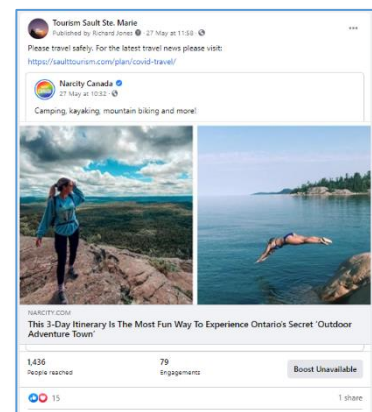 Tourism Sault Ste. Marie
Published by Richard Jones · 27 May at 11:58 ·
Please travel safely. For the latest travel news please visit:
https://saulttourism.com/plan/covid-travel/
Narcity Canada
27 May at 10:32 ·
Camping, kayaking, mountain biking and more!
NARCITY.COM
This 3-Day Itinerary Is The Most Fun Way To Experience Ontario's Secret 'Outdoor
Adventure Town'
1,436
People reached
79
Engagements
Boost Unavailable
15
1 share